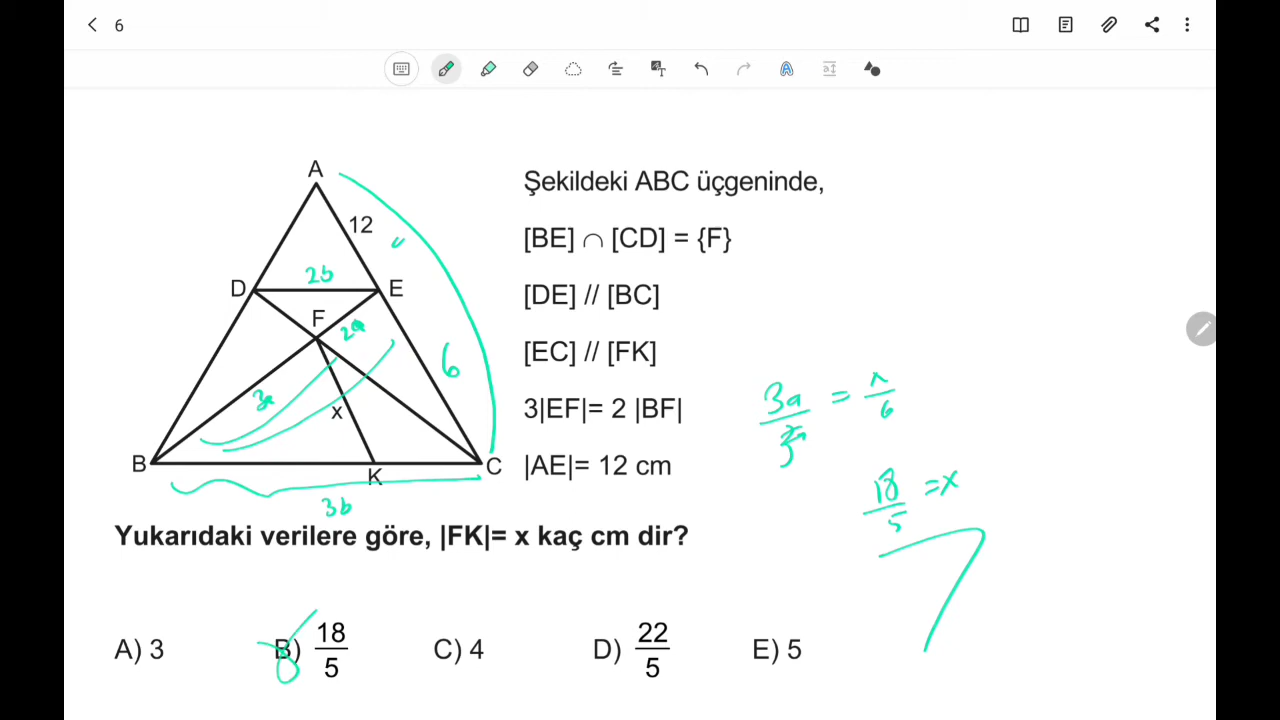 6
A
12
2b
D
E
F
2a
6
3a
x
B
K
C
3b
Şekildeki ABC üçgeninde,
[BE] ∩ [CD] = {F}
[DE] // [BC]
[EC] // [FK]
3|EF|= 2 |BF|
|AE|= 12 cm
3a/5a = x/6
18/5 = x
Yukarıdaki verilere göre, |FK|= x kaç cm dir?
A) 3 B) 18/5 C) 4 D) 22/5 E) 5